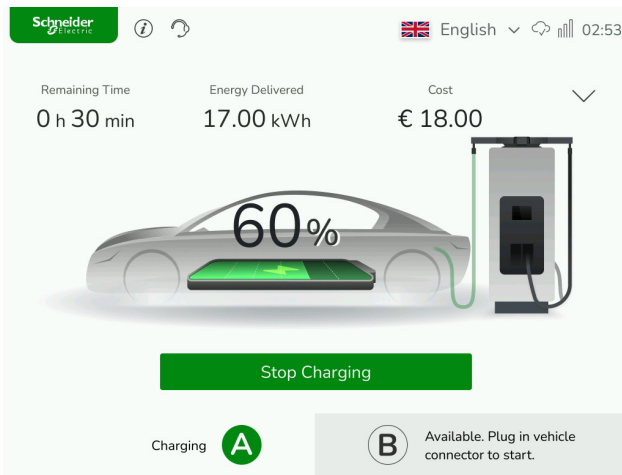 Schneider
Electric
English
02:53
Remaining Time
Energy Delivered
Cost
0 h 30 min
17.00 kWh
€ 18.00
60%
Stop Charging
Charging
A
B
Available. Plug in vehicle
connector to start.